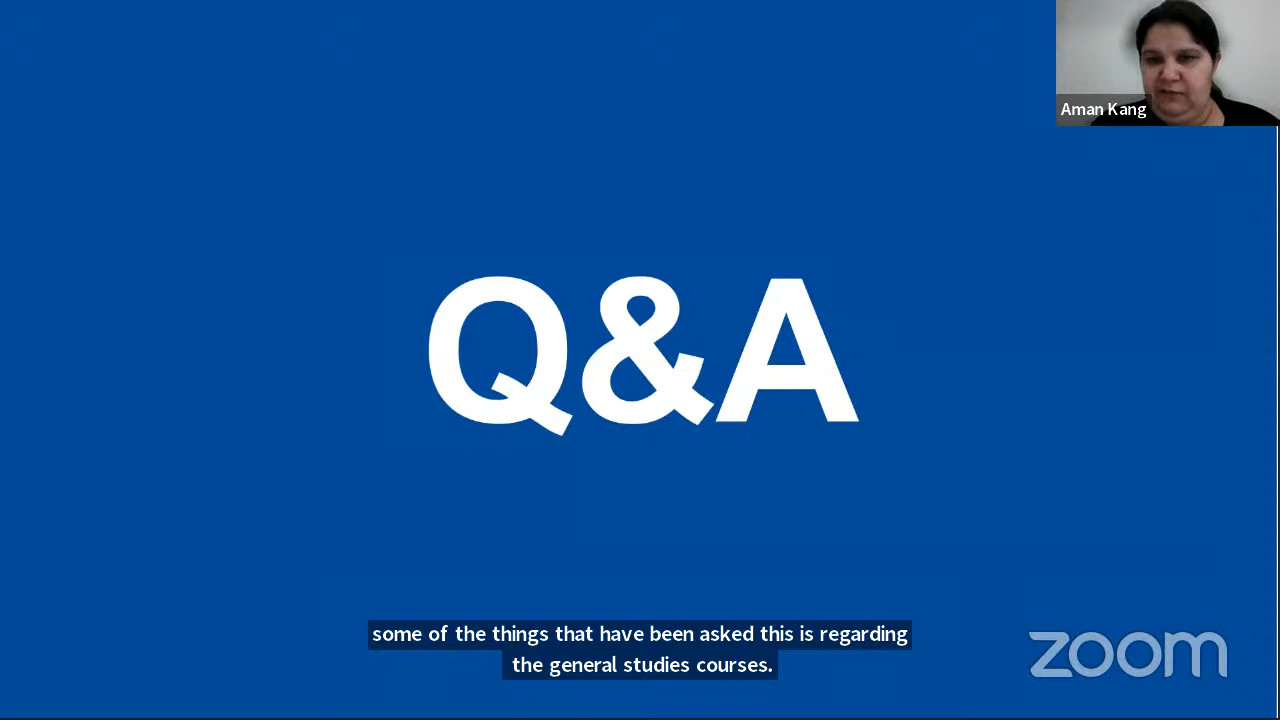 Aman Kang
Q&A
some of the things that have been asked this is regarding
the general studies courses.
zoom